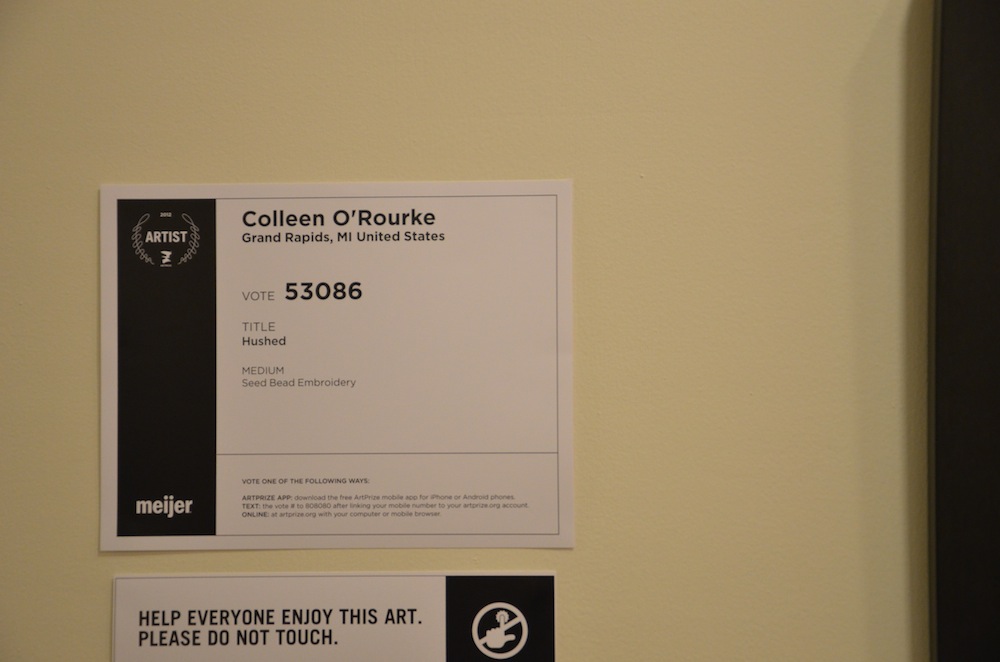 2012
ARTIST
Colleen O'Rourke
Grand Rapids, MI United States
VOTE 53086
TITLE
Hushed
MEDIUM
Seed Bead Embroidery
meijer
VOTE ONE OF THE FOLLOWING WAYS:
ARTPRIZE APP: download the free ArtPrize mobile app for iPhone or Android phones.
TEXT: the vote # to 808080 after linking your mobile number to your artprize.org account.
ONLINE: at artprize.org with your computer or mobile browser.
HELP EVERYONE ENJOY THIS ART.
PLEASE DO NOT TOUCH.